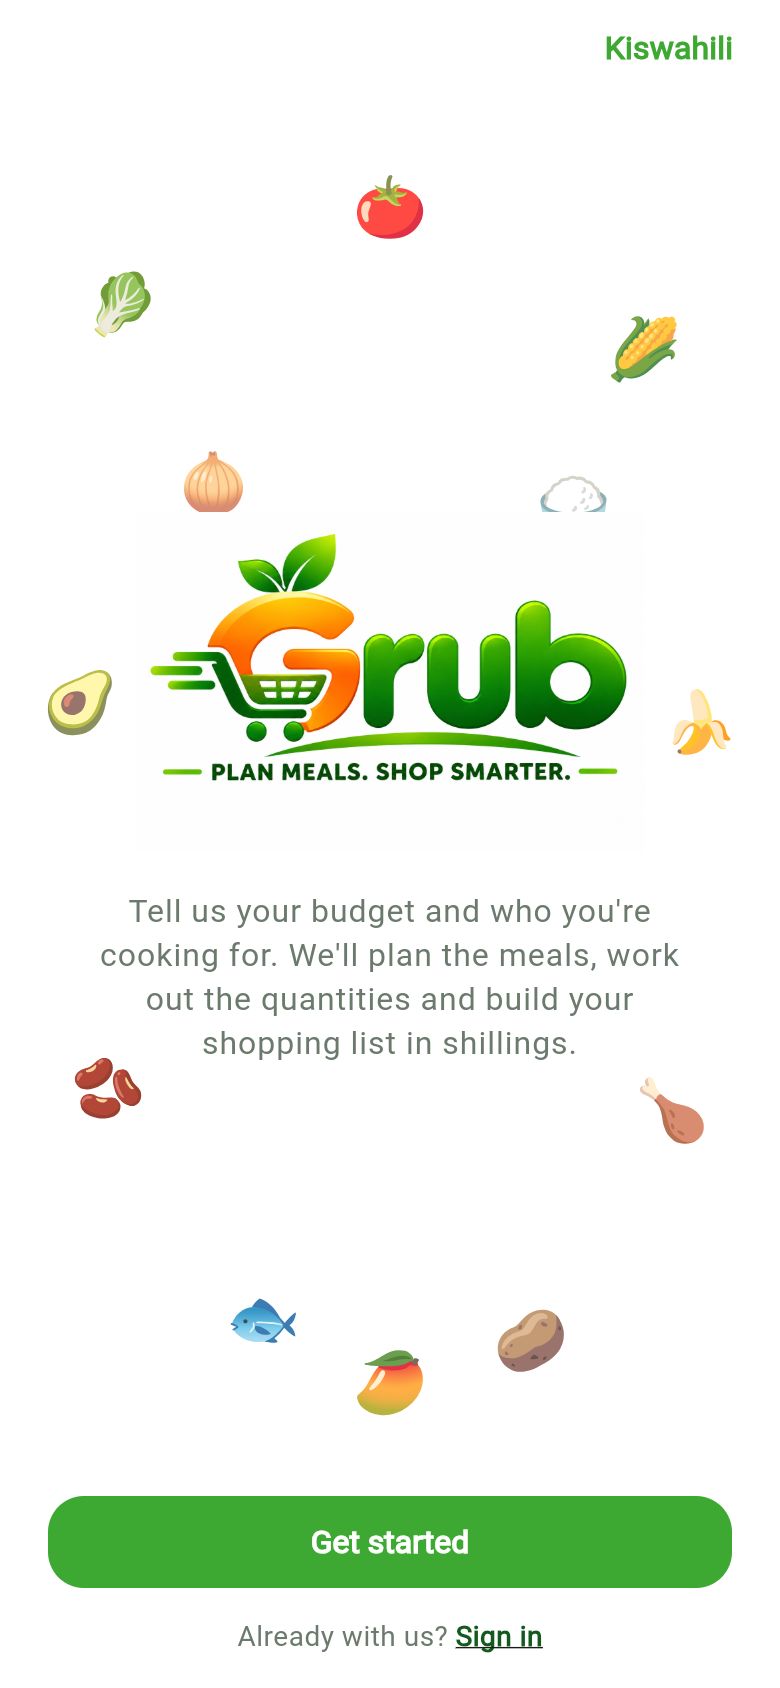 Kiswahili
Grub
PLAN MEALS. SHOP SMARTER.
Tell us your budget and who you're
cooking for. We'll plan the meals, work
out the quantities and build your
shopping list in shillings.
Get started
Already with us? Sign in